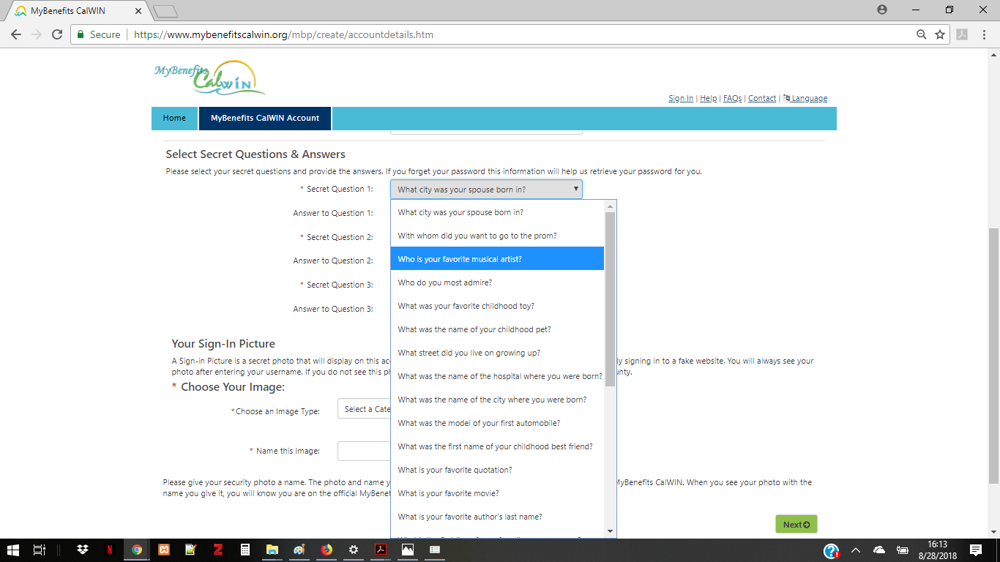 MyBenefits CalWIN
Secure
https://www.mybenefitscalwin.org/mbp/create/accountdetails.htm
MyBenefits
CalWIN
Sign In | Help | FAQs | Contact | Language
Home
MyBenefits CalWIN Account
Select Secret Questions & Answers
Please select your secret questions and provide the answers. If you forget your password this information will help us retrieve your password for you.
* Secret Question 1:
What city was your spouse born in?
Answer to Question 1:
* Secret Question 2:
Answer to Question 2:
* Secret Question 3:
Answer to Question 3:
What city was your spouse born in?
With whom did you want to go to the prom?
Who is your favorite musical artist?
Who do you most admire?
What was your favorite childhood toy?
What was the name of your childhood pet?
What street did you live on growing up?
What was the name of the hospital where you were born?
What was the name of the city where you were born?
What was the model of your first automobile?
What was the first name of your childhood best friend?
What is your favorite quotation?
What is your favorite movie?
What is your favorite author's last name?
Your Sign-In Picture
A Sign-in Picture is a secret photo that will display on this signing in to a fake website. You will always see your
photo after entering your username. If you do not see this
* Choose Your Image:
*Choose an Image Type:
Select a
* Name this Image:
Please give your security photo a name. The photo and name MyBenefits CalWIN. When you see your photo with the
name you give it, you will know you are on the official
Next
16:13
8/28/2018